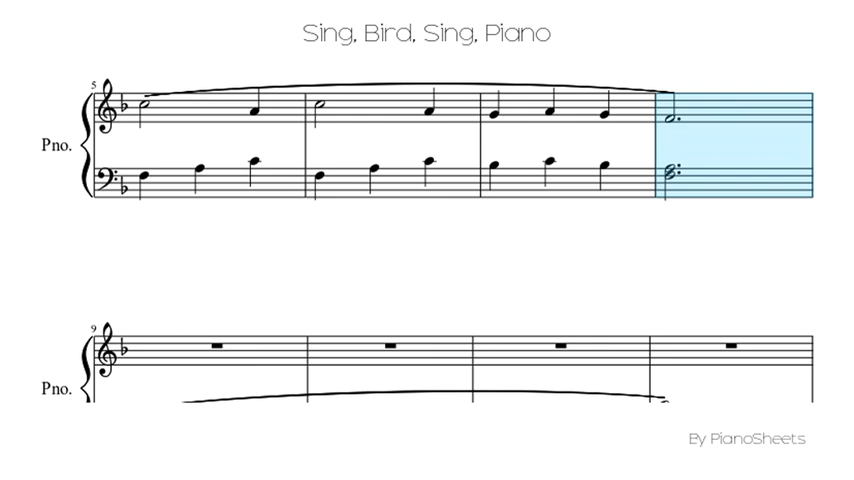 Sing, Bird, Sing, Piano
5
Pno.
9
Pno.
By PianoSheets